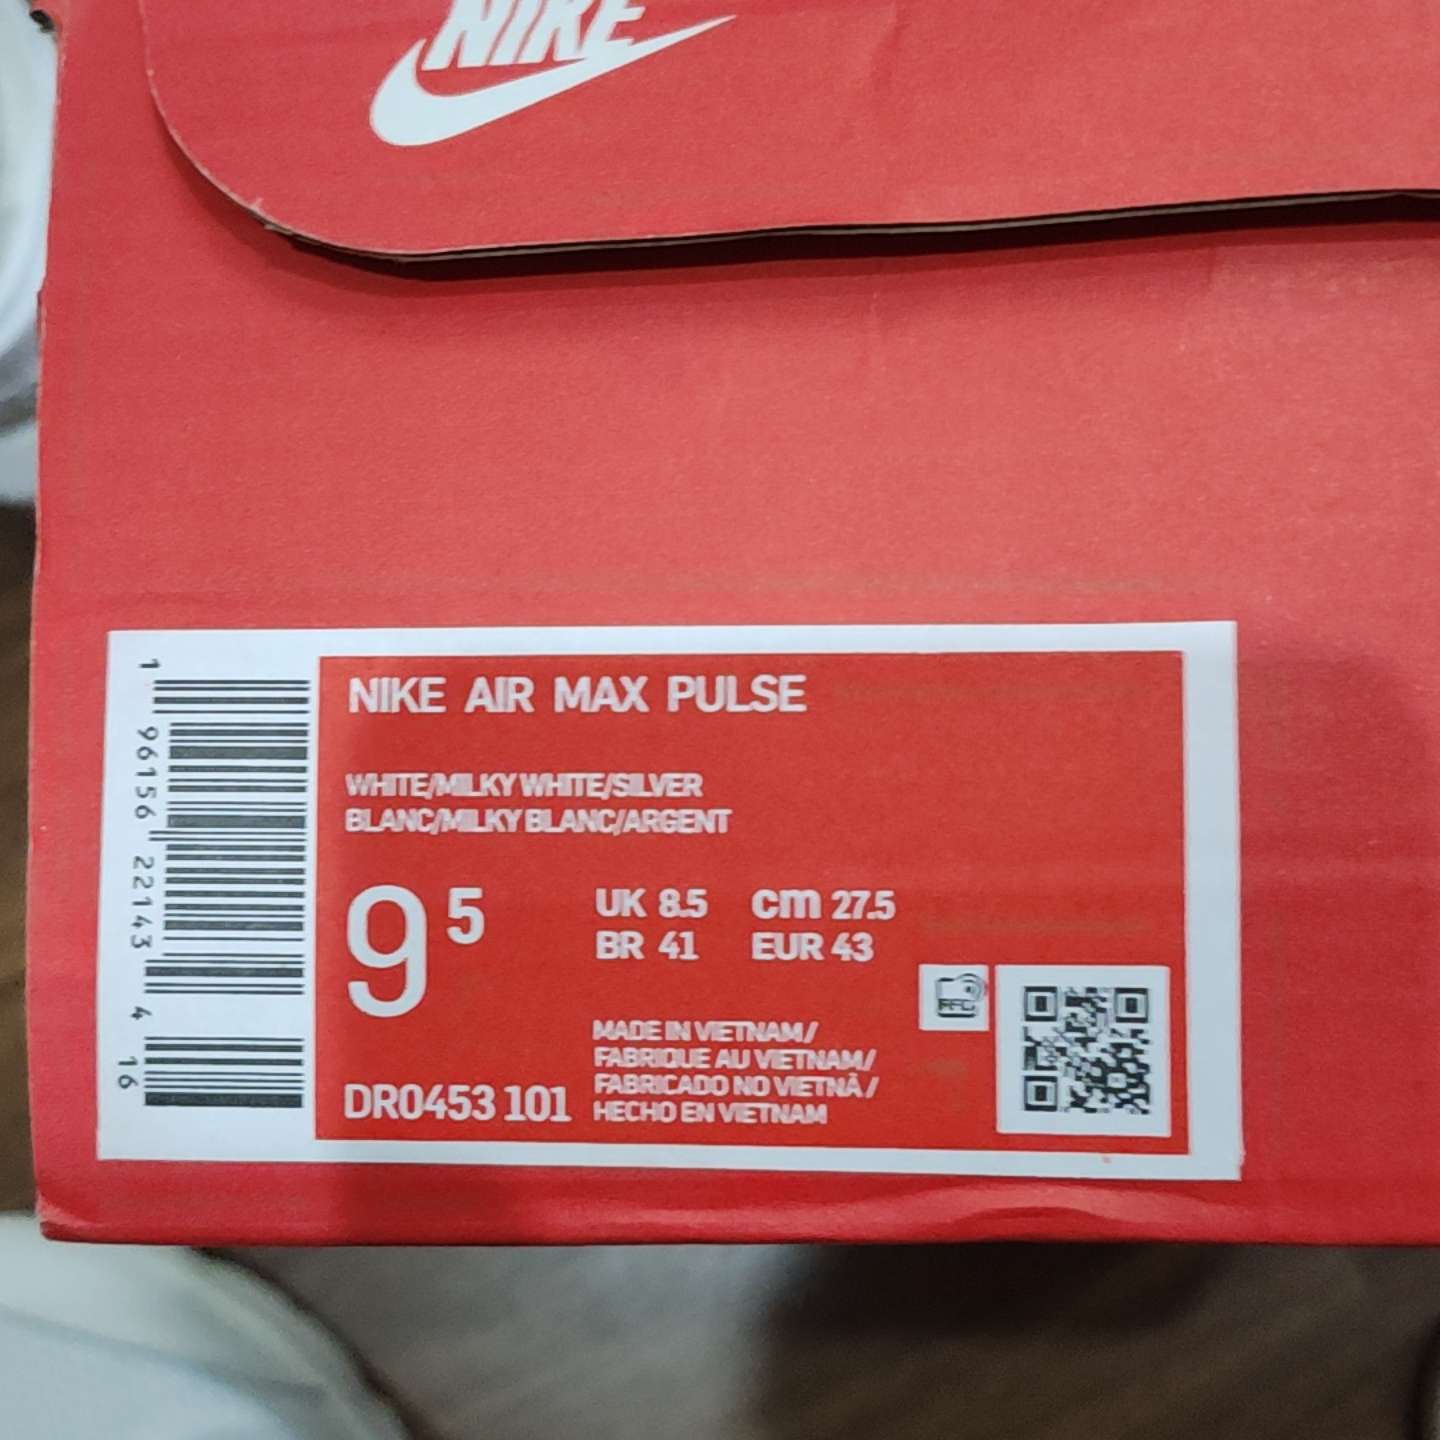 NIKE
NIKE AIR MAX PULSE
WHITE/MILKY WHITE/SILVER
BLANC/MILKY BLANC/ARGENT
9 5
UK 8.5 cm 27.5
BR 41 EUR 43
MADE IN VIETNAM/
FABRIQUE AU VIETNAM/
FABRICADO NO VIETNÃ /
HECHO EN VIETNAM
DR0453 101
1 96156 22143 4 16